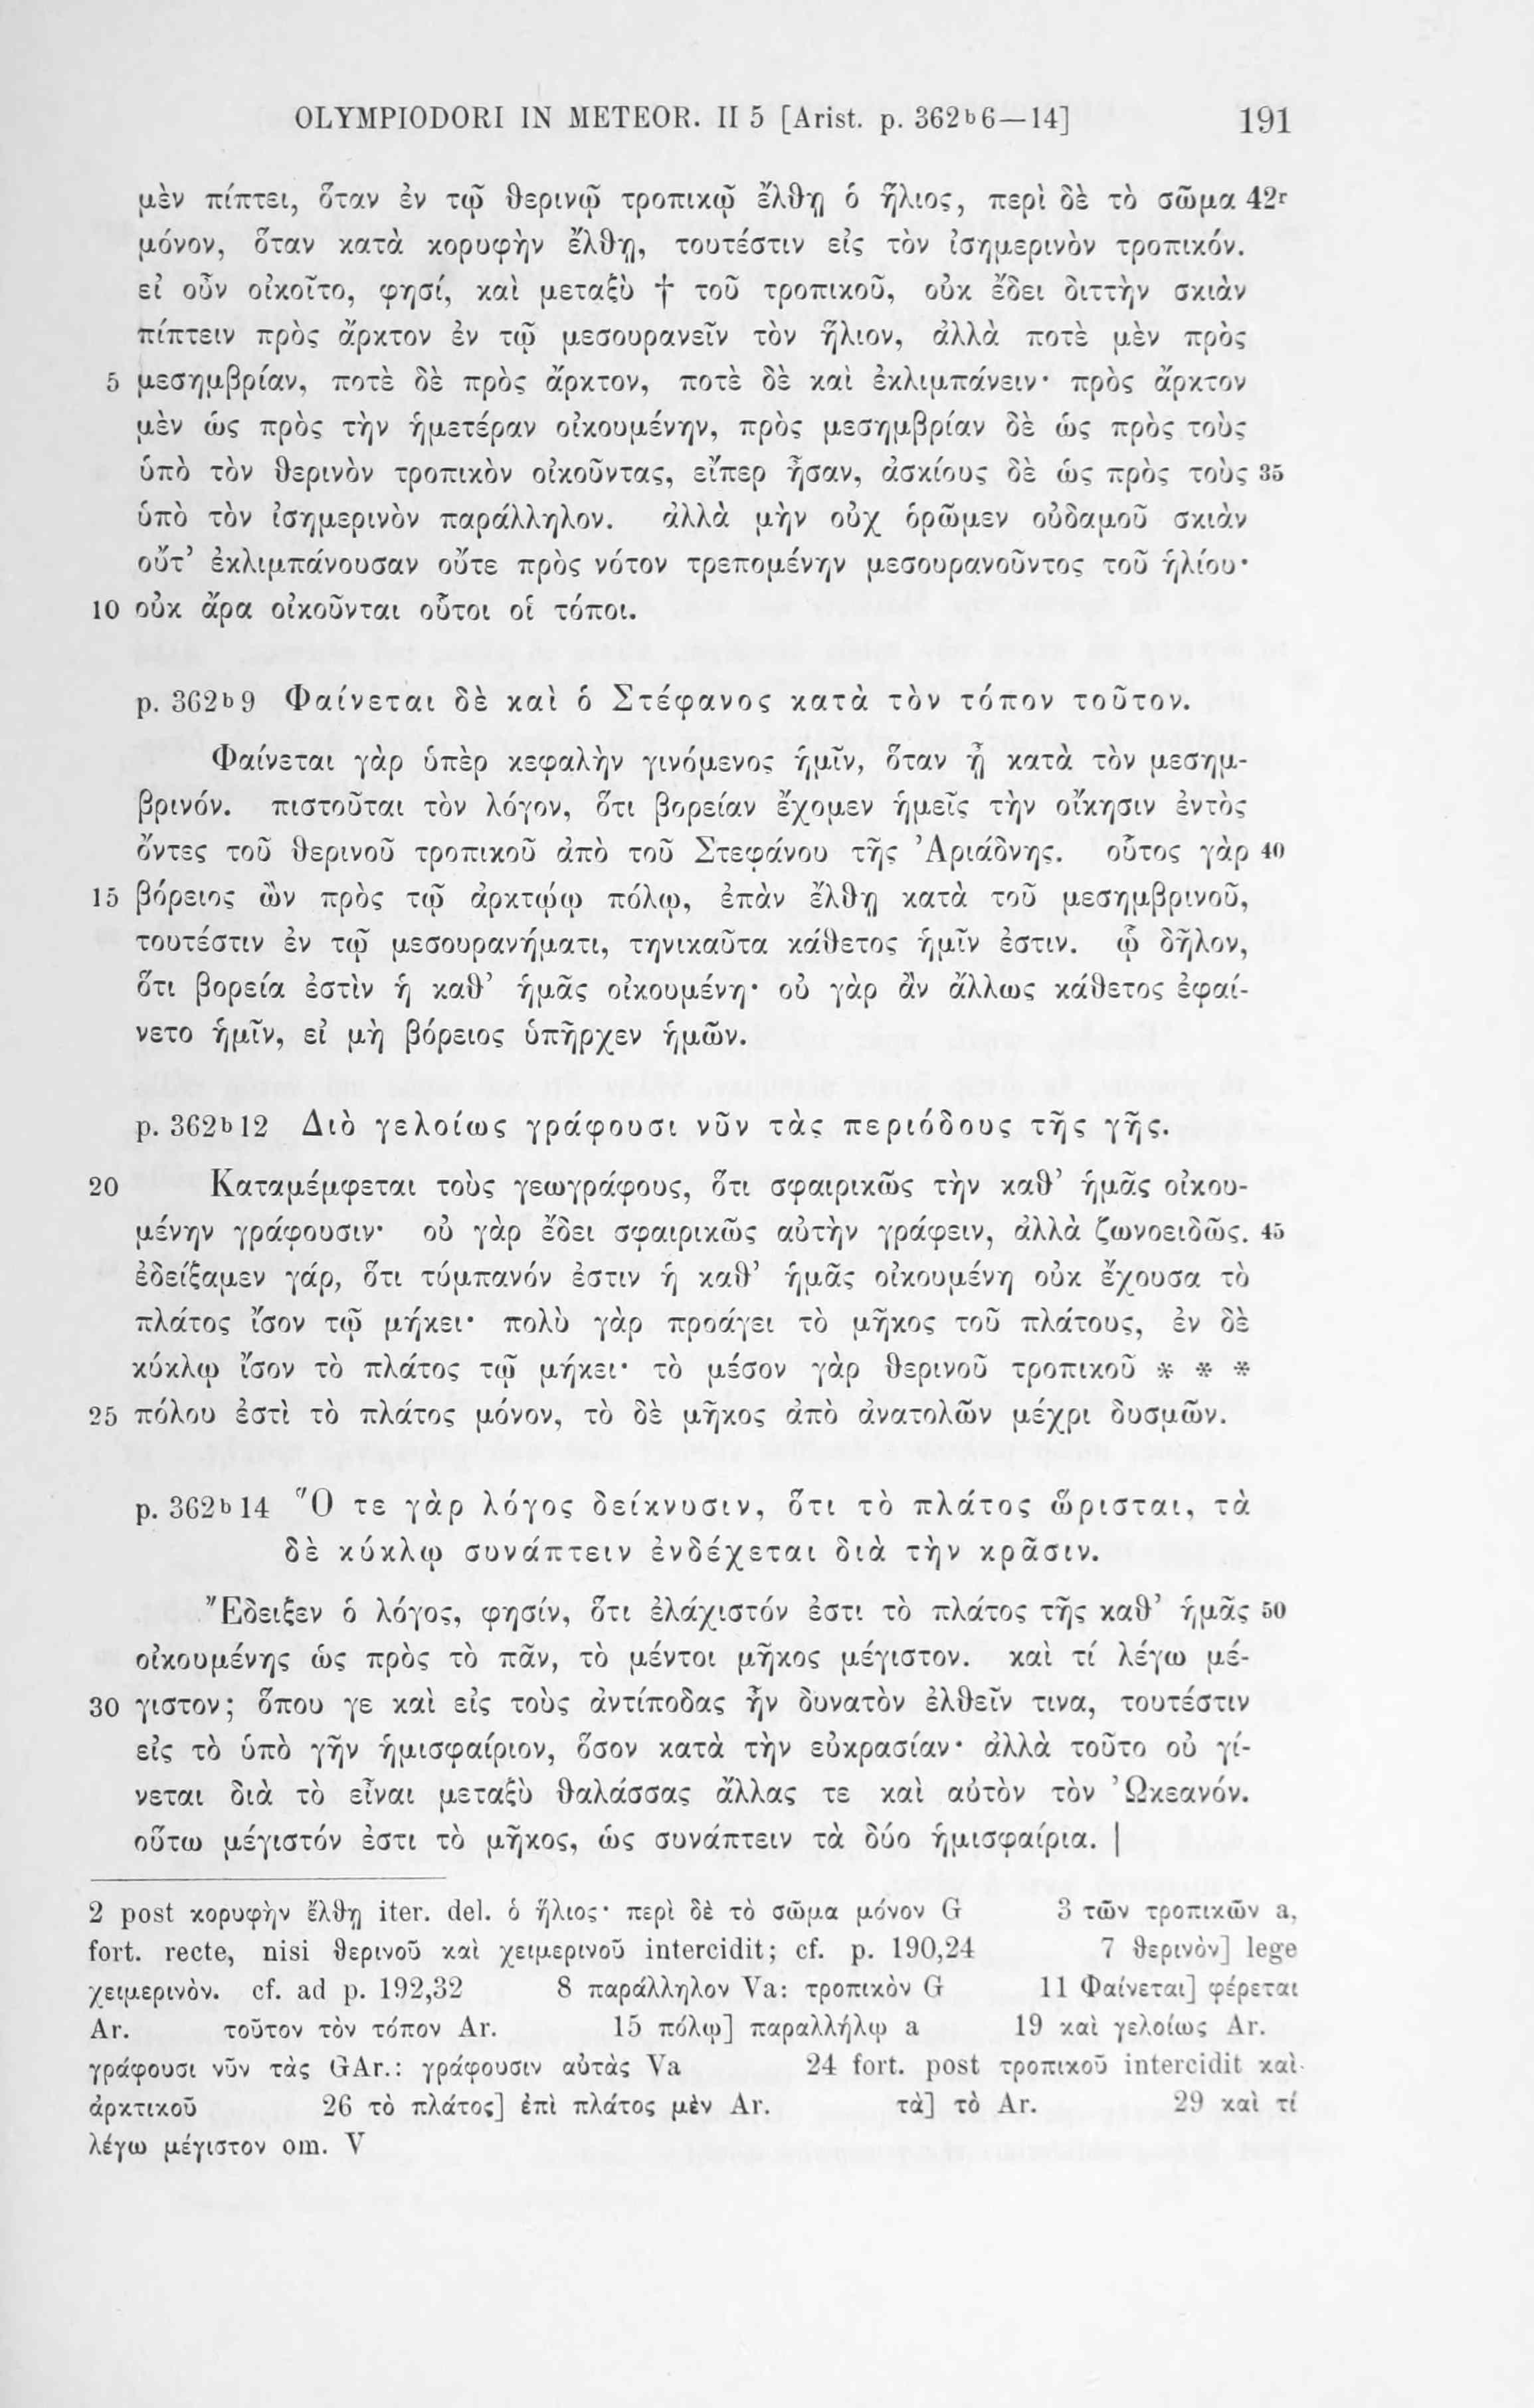 OLYMPIODORI IN METEOR. II 5 [Arist. p. 362b6—14] 191
μὲν πίπτει, ὅταν ἐν τῷ θερινῷ τροπικῷ ἔλθῃ ὁ ἥλιος, περὶ δὲ τὸ σῶμα 42r
μόνον, ὅταν κατὰ κορυφὴν ἔλθῃ, τουτέστιν εἰς τὸν ἰσημερινὸν τροπικόν.
εἰ οὖν οἰκοῖτο, φησί, καὶ μεταξὺ † τοῦ τροπικοῦ, οὐκ ἔδει διττὴν σκιὰν
πίπτειν πρὸς ἄρκτον ἐν τῷ μεσουρανεῖν τὸν ἥλιον, ἀλλὰ ποτὲ μὲν πρὸς
5 μεσημβρίαν, ποτὲ δὲ πρὸς ἄρκτον, ποτὲ δὲ καὶ ἐκλιμπάνειν· πρὸς ἄρκτον
μὲν ὡς πρὸς τὴν ἡμετέραν οἰκουμένην, πρὸς μεσημβρίαν δὲ ὡς πρὸς τοὺς
ὑπὸ τὸν θερινὸν τροπικὸν οἰκοῦντας, εἴπερ ἦσαν, ἀσκίους δὲ ὡς πρὸς τοὺς 35
ὑπὸ τὸν ἰσημερινὸν παράλληλον. ἀλλὰ μὴν οὐχ ὁρῶμεν οὐδαμοῦ σκιὰν
οὔτ’ ἐκλιμπάνουσαν οὔτε πρὸς νότον τρεπομένην μεσουρανοῦντος τοῦ ἡλίου·
10 οὐκ ἄρα οἰκοῦνται οὗτοι οἱ τόποι.
p. 362b9 Φαίνεται δὲ καὶ ὁ Στέφανος κατὰ τὸν τόπον τοῦτον.
Φαίνεται γὰρ ὑπὲρ κεφαλὴν γινόμενος ἡμῖν, ὅταν ᾖ κατὰ τὸν μεσημ-
βρινόν. πιστοῦται τὸν λόγον, ὅτι βορείαν ἔχομεν ἡμεῖς τὴν οἴκησιν ἐντὸς
ὄντες τοῦ θερινοῦ τροπικοῦ ἀπὸ τοῦ Στεφάνου τῆς Ἀριάδνης. οὗτος γὰρ 40
15 βόρειος ὢν πρὸς τῷ ἀρκτῴῳ πόλῳ, ἐπὰν ἔλθῃ κατὰ τοῦ μεσημβρινοῦ,
τουτέστιν ἐν τῷ μεσουρανήματι, τηνικαῦτα κάθετος ἡμῖν ἐστιν. ᾧ δῆλον,
ὅτι βορεία ἐστὶν ἡ καθ’ ἡμᾶς οἰκουμένη· οὐ γὰρ ἂν ἄλλως κάθετος ἐφαί-
νετο ἡμῖν, εἰ μὴ βόρειος ὑπῆρχεν ἡμῶν.
p. 362b12 Διὸ γελοίως γράφουσι νῦν τὰς περιόδους τῆς γῆς.
20 Καταμέμφεται τοὺς γεωγράφους, ὅτι σφαιρικῶς τὴν καθ’ ἡμᾶς οἰκου-
μένην γράφουσιν· οὐ γὰρ ἔδει σφαιρικῶς αὐτὴν γράφειν, ἀλλὰ ζωνοειδῶς. 45
ἐδείξαμεν γάρ, ὅτι τύμπανόν ἐστιν ἡ καθ’ ἡμᾶς οἰκουμένη οὐκ ἔχουσα τὸ
πλάτος ἴσον τῷ μήκει· πολὺ γὰρ προάγει τὸ μῆκος τοῦ πλάτους, ἐν δὲ
κύκλῳ ἴσον τὸ πλάτος τῷ μήκει· τὸ μέσον γὰρ θερινοῦ τροπικοῦ * * *
25 πόλου ἐστὶ τὸ πλάτος μόνον, τὸ δὲ μῆκος ἀπὸ ἀνατολῶν μέχρι δυσμῶν.
p. 362b14 Ὅ τε γὰρ λόγος δείκνυσιν, ὅτι τὸ πλάτος ὥρισται, τὰ
δὲ κύκλῳ συνάπτειν ἐνδέχεται διὰ τὴν κρᾶσιν.
Ἔδειξεν ὁ λόγος, φησίν, ὅτι ἐλάχιστόν ἐστι τὸ πλάτος τῆς καθ’ ἡμᾶς 50
οἰκουμένης ὡς πρὸς τὸ πᾶν, τὸ μέντοι μῆκος μέγιστον. καὶ τί λέγω μέ-
30 γιστον; ὅπου γε καὶ εἰς τοὺς ἀντίποδας ἦν δυνατὸν ἐλθεῖν τινα, τουτέστιν
εἰς τὸ ὑπὸ γῆν ἡμισφαίριον, ὅσον κατὰ τὴν εὐκρασίαν· ἀλλὰ τοῦτο οὐ γί-
νεται διὰ τὸ εἶναι μεταξὺ θαλάσσας ἄλλας τε καὶ αὐτὸν τὸν Ὠκεανόν.
οὕτω μέγιστόν ἐστι τὸ μῆκος, ὡς συνάπτειν τὰ δύο ἡμισφαίρια. |
2 post κορυφὴν ἔλθῃ iter. del. ὁ ἥλιος· περὶ δὲ τὸ σῶμα μόνον G 3 τῶν τροπικῶν a,
fort. recte, nisi θερινοῦ καὶ χειμερινοῦ intercidit; cf. p. 190,24 7 θερινὸν] lege
χειμερινὸν. cf. ad p. 192,32 8 παράλληλον Va: τροπικὸν G 11 Φαίνεται] φέρεται
Ar. τοῦτον τὸν τόπον Ar. 15 πόλῳ] παραλλήλῳ a 19 καὶ γελοίως Ar.
γράφουσι νῦν τὰς GAr.: γράφουσιν αὐτὰς Va 24 fort. post τροπικοῦ intercidit καὶ
ἀρκτικοῦ 26 τὸ πλάτος] ἐπὶ πλάτος μὲν Ar. τὰ] τὸ Ar. 29 καὶ τί
λέγω μέγιστον om. V